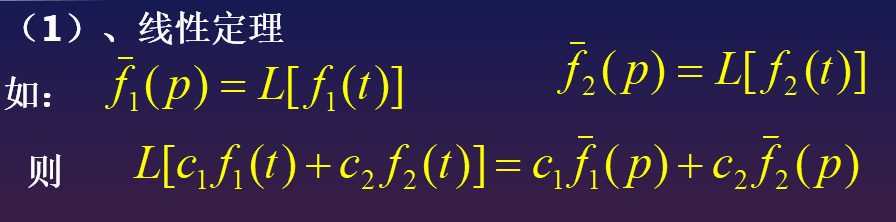 （1）、线性定理
如： f̄₁(p) = L[f₁(t)] f̄₂(p) = L[f₂(t)]
则 L[c₁f₁(t) + c₂f₂(t)] = c₁f̄₁(p) + c₂f̄₂(p)